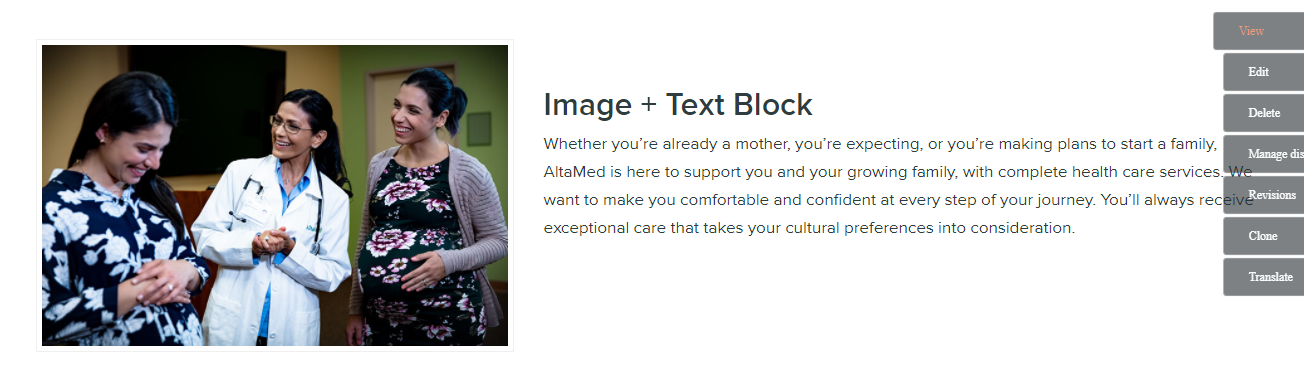 Image + Text Block
Whether you’re already a mother, you’re expecting, or you’re making plans to start a family,
AltaMed is here to support you and your growing family, with complete health care services. We
want to make you comfortable and confident at every step of your journey. You’ll always receive
exceptional care that takes your cultural preferences into consideration.
View
Edit
Delete
Manage dis
Revisions
Clone
Translate